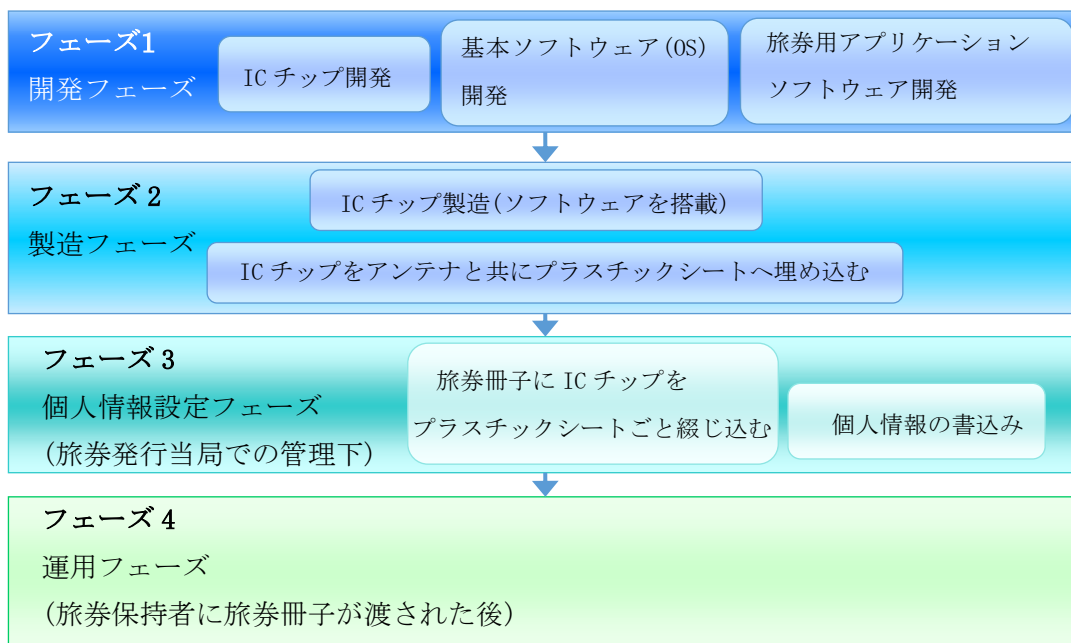 フェーズ1
開発フェーズ
ICチップ開発
基本ソフトウェア(OS)
開発
旅券用アプリケーション
ソフトウェア開発
フェーズ2
製造フェーズ
ICチップ製造(ソフトウェアを搭載)
ICチップをアンテナと共にプラスチックシートへ埋め込む
フェーズ3
個人情報設定フェーズ
(旅券発行当局での管理下)
旅券冊子にICチップを
プラスチックシートごと綴じ込む
個人情報の書込み
フェーズ4
運用フェーズ
(旅券保持者に旅券冊子が渡された後)